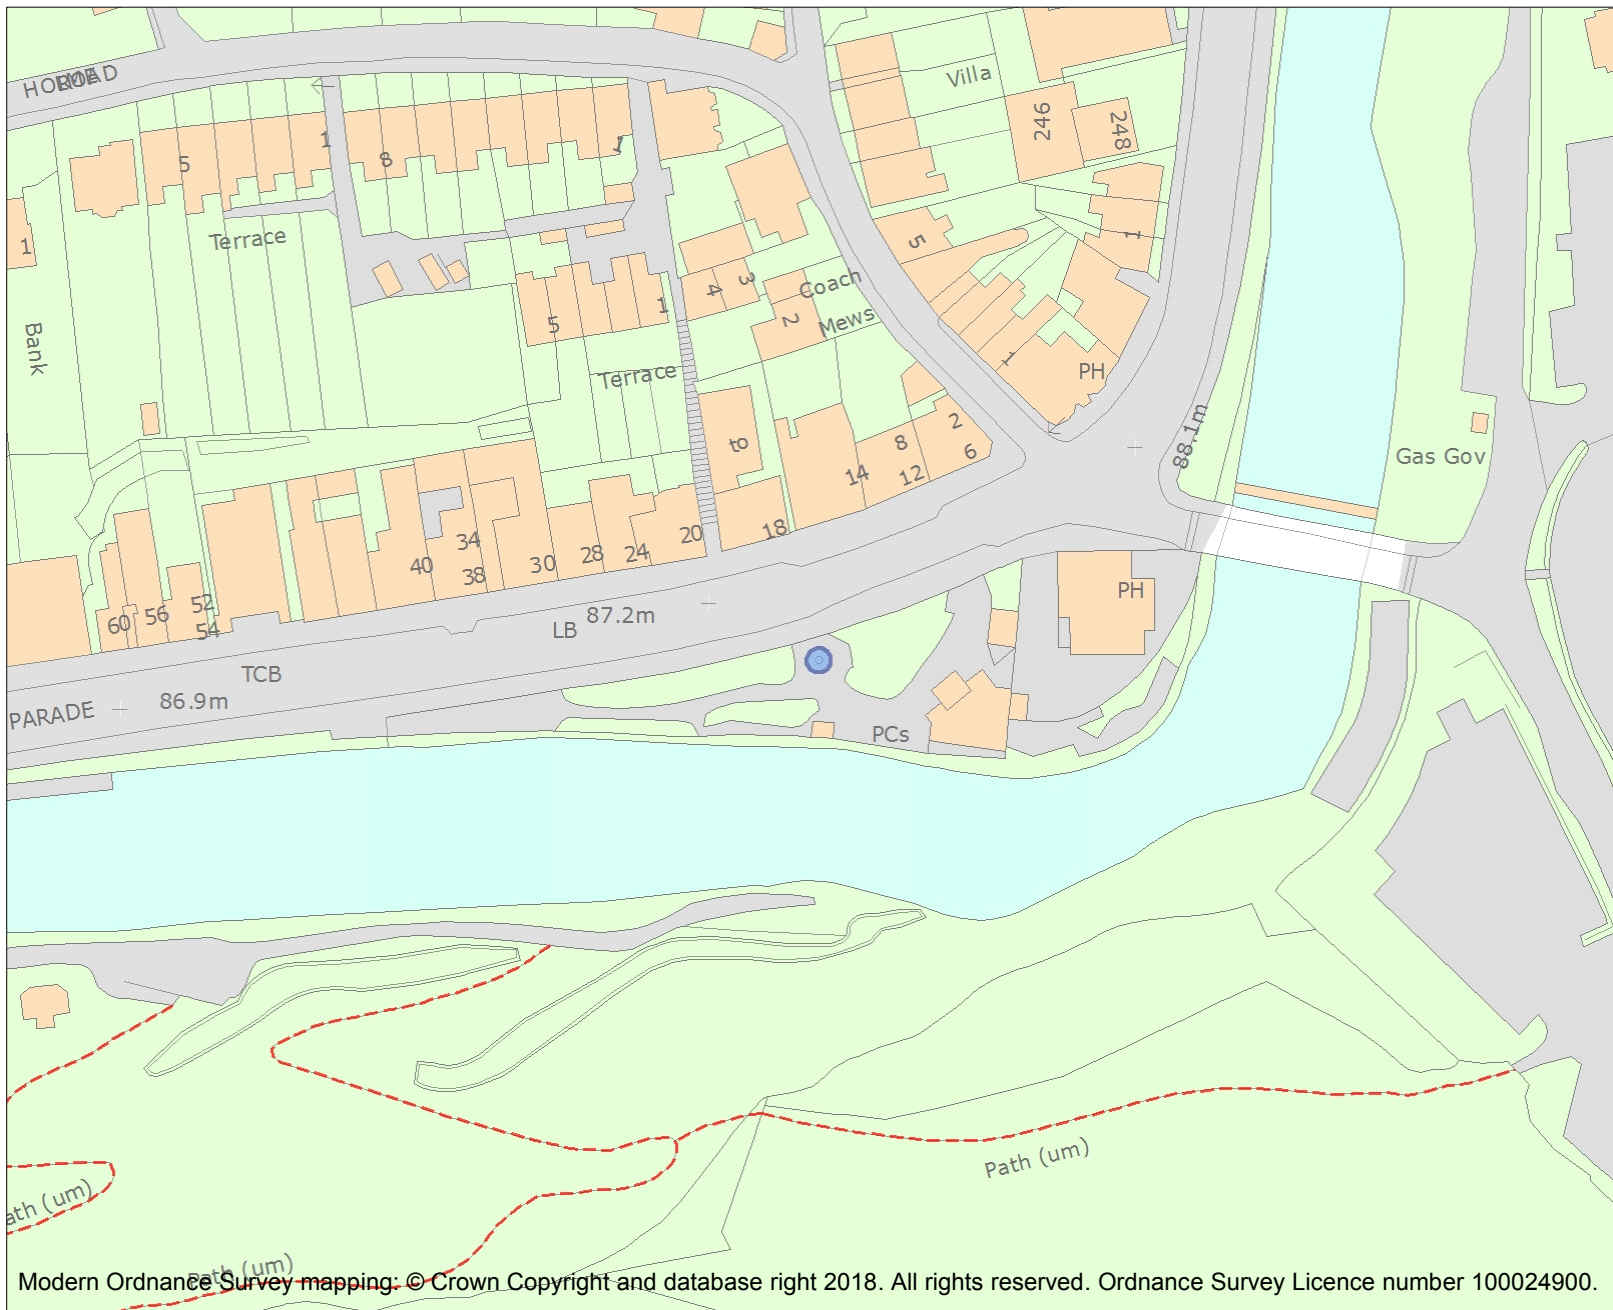 HOLME ROAD
Villa
246
248
5
1
8
1
1
Terrace
5
1
Coach
3
4
1
5
1
2
Mews
Bank
Terrace
1
PH
88.1m
to
2
8
6
14
12
Gas Gov
18
20
34
40
38
30
28
24
PH
52
60
56
54
87.2m
LB
TCB
86.9m
PARADE
PCs
Path (um)
ath (um)
Path (um)
Modern Ordnance Survey mapping: © Crown Copyright and database right 2018. All rights reserved. Ordnance Survey Licence number 100024900.